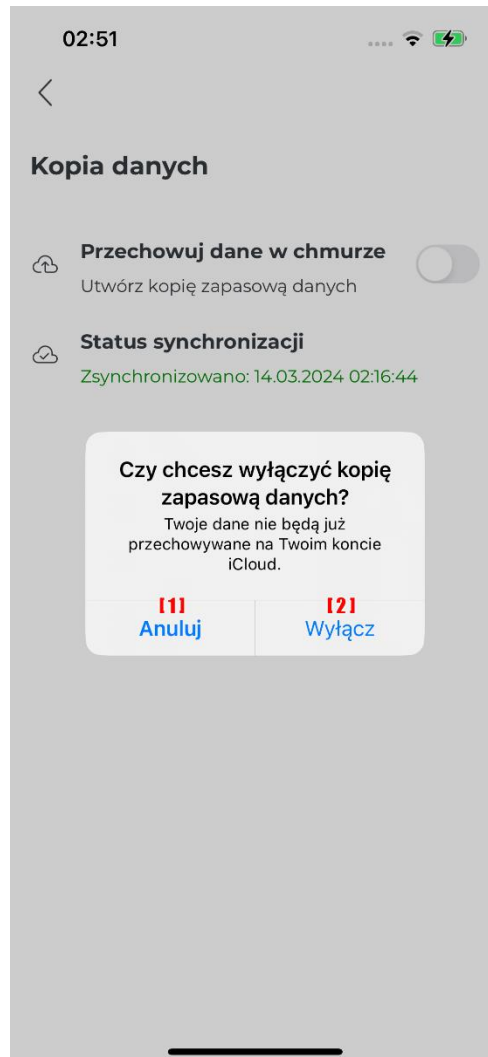 02:51
Kopia danych
Przechowuj dane w chmurze
Utwórz kopię zapasową danych
Status synchronizacji
Zsynchronizowano: 14.03.2024 02:16:44
Czy chcesz wyłączyć kopię
zapasową danych?
Twoje dane nie będą już
przechowywane na Twoim koncie
iCloud.
[1] [2]
Anuluj Wyłącz